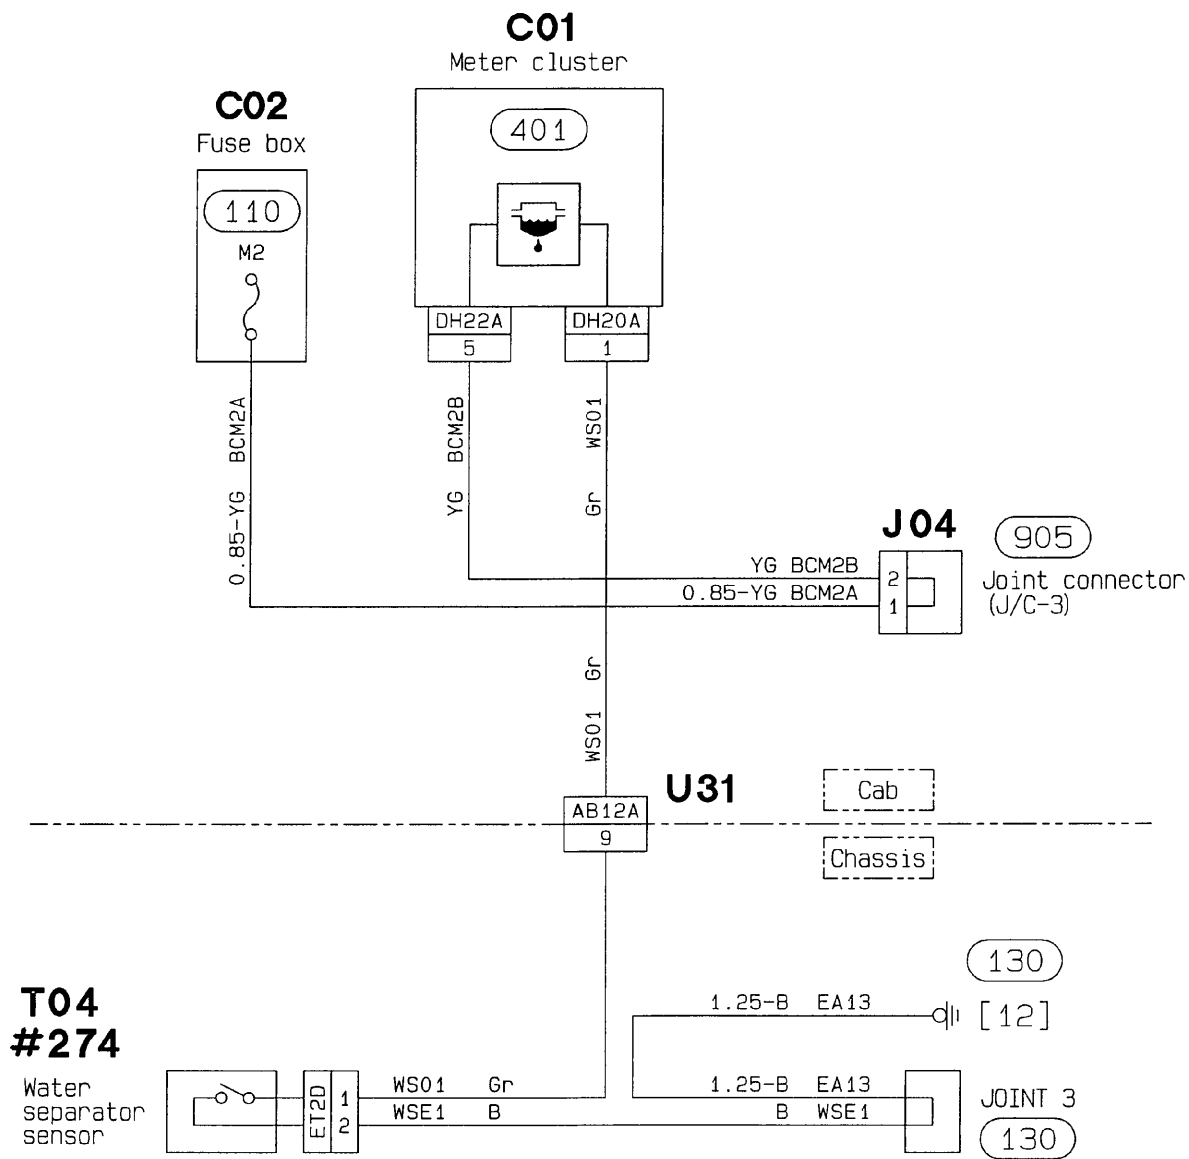 C01
Meter cluster
401
C02
Fuse box
110
M2
DH22A
5
DH20A
1
0.85-YG BCM2A
YG BCM2B
Gr WS01
J04
905
Joint connector
(J/C-3)
YG BCM2B
2
0.85-YG BCM2A
1
WS01 Gr
U31
AB12A
9
Cab
Chassis
130
1.25-B EA13
[12]
T04
#274
Water
separator
sensor
ET2D
1
2
WS01 Gr
WSE1 B
1.25-B EA13
B WSE1
JOINT 3
130